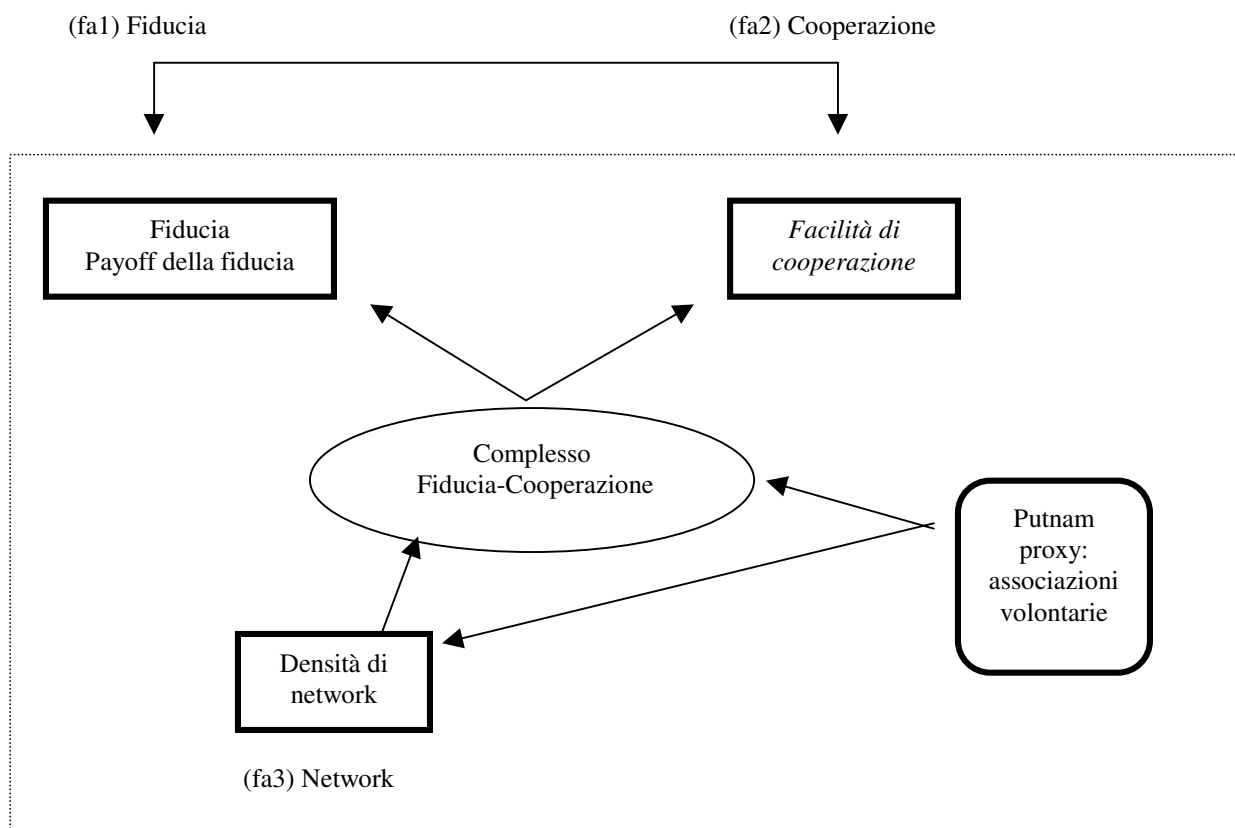 (fa1) Fiducia
(fa2) Cooperazione
Fiducia
Payoff della fiducia
Facilità di
cooperazione
Complesso
Fiducia-Cooperazione
Putnam
proxy:
associazioni
volontarie
Densità di
network
(fa3) Network